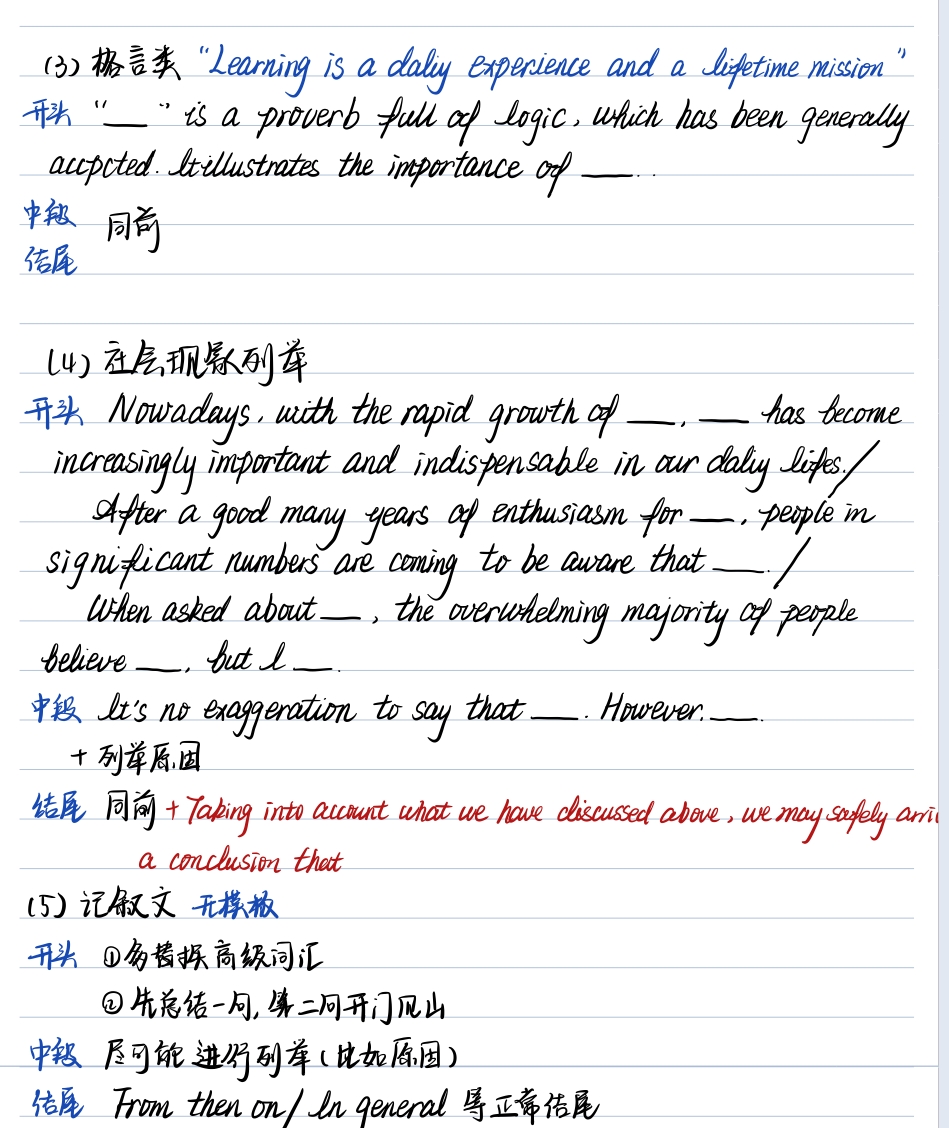 (3) 格言类 “Learning is a daliy experience and a lifetime mission”
开头 “___” is a proverb full of logic, which has been generally
accpcted. It illustrates the importance of ___..
中段 同前
结尾
(4) 社会现象列举
开头 Nowadays, with the rapid growth of ___, ___ has become
increasingly important and indispensable in our daliy lifes./
After a good many years of enthusiasm for ___, people in
significant numbers are coming to be aware that ___./
When asked about ___, the overwhelming majority of people
believe ___, but I ___.
中段 It's no exaggeration to say that ___. However, ___.
+ 列举原因
结尾 同前 + Taking into account what we have discussed above, we may safely arri
a conclusion that
(5) 记叙文 无模板
开头 ①多替换高级词汇
②先总结一句,第二句开门见山
中段 尽可能进行列举(比如原因)
结尾 From then on/ In general 等正常结尾